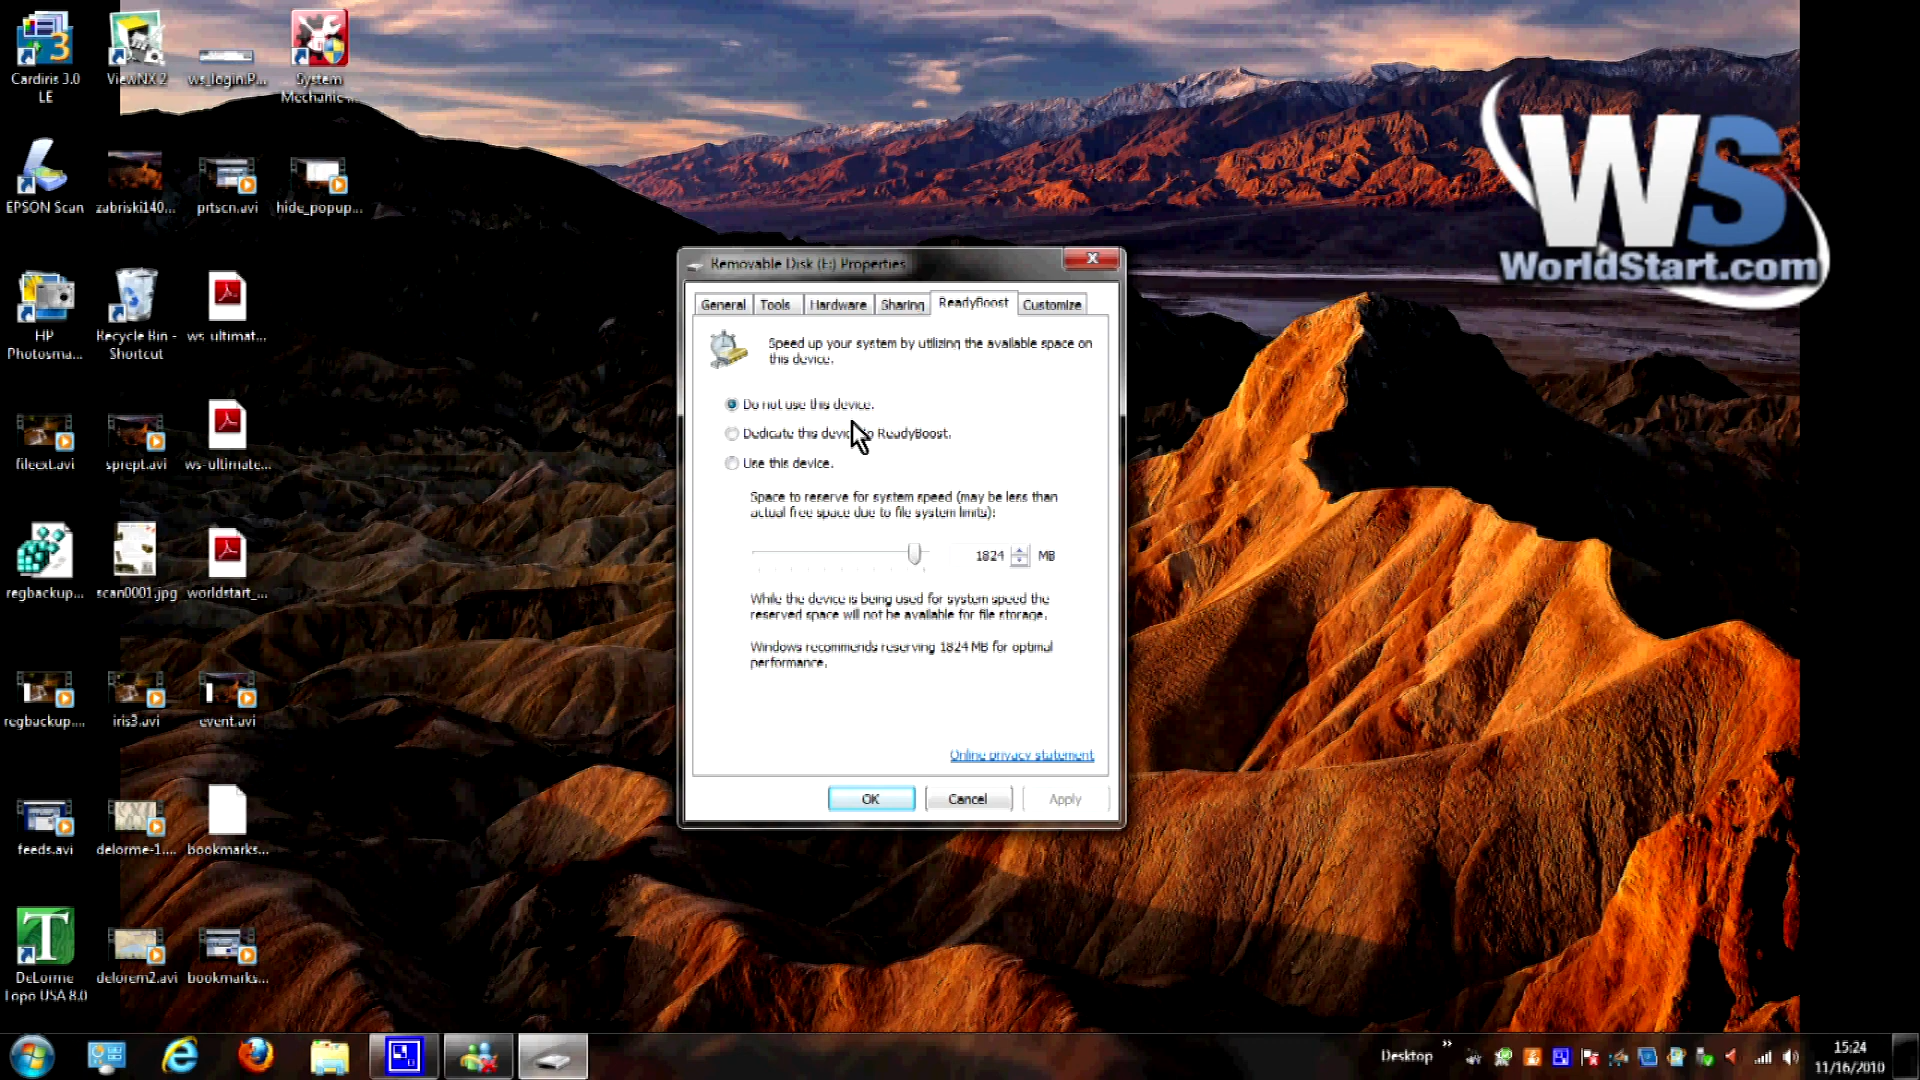 Cardiris 3.0
LE
ViewNX 2
ws_login.P...
System
Mechanic ...
EPSON Scan
zabriski140...
prtscn.avi
hide_popup...
HP
Photosma...
Recycle Bin -
Shortcut
ws-ultimat...
fileext.avi
sprept.avi
ws-ultimate...
regbackup...
scan0001.jpg
worldstart_...
regbackup....
iris3.avi
event.avi
feeds.avi
delorme-1....
bookmarks...
DeLorme
Topo USA 8.0
delorem2.avi
bookmarks...
WS
WorldStart.com
Removable Disk (E:) Properties
General Tools Hardware Sharing ReadyBoost Customize
Speed up your system by utilizing the available space on
this device.
Do not use this device.
Dedicate this device to ReadyBoost.
Use this device.
Space to reserve for system speed (may be less than
actual free space due to file system limits):
1824 MB
While the device is being used for system speed the
reserved space will not be available for file storage.
Windows recommends reserving 1824 MB for optimal
performance.
Online privacy statement
OK Cancel Apply
Desktop
15:24
11/16/2010